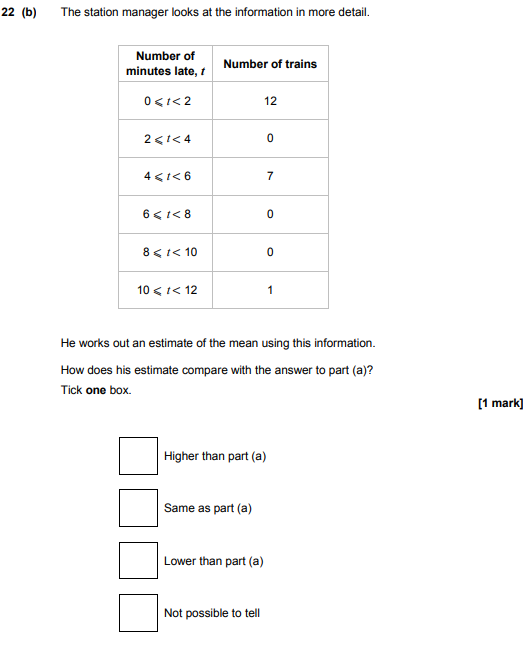 22 (b) The station manager looks at the information in more detail.
Number of minutes late, t Number of trains
0 ⩽ t < 2 12
2 ⩽ t < 4 0
4 ⩽ t < 6 7
6 ⩽ t < 8 0
8 ⩽ t < 10 0
10 ⩽ t < 12 1
He works out an estimate of the mean using this information.
How does his estimate compare with the answer to part (a)?
Tick one box.
[1 mark]
Higher than part (a)
Same as part (a)
Lower than part (a)
Not possible to tell